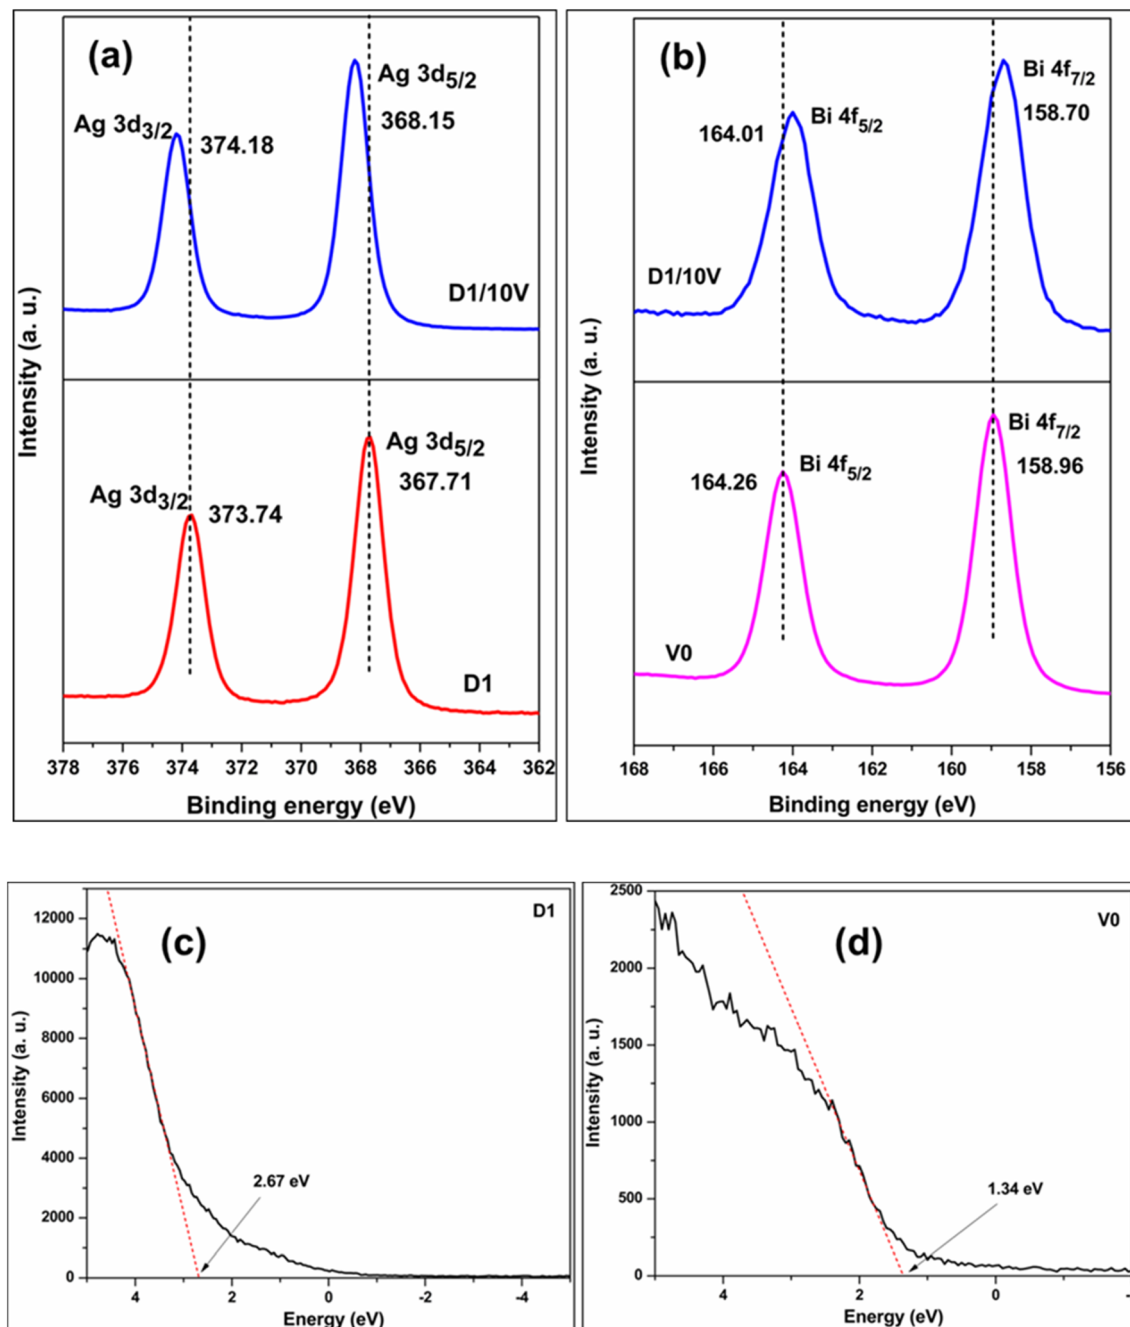 (a)
Ag 3d5/2
368.15
Ag 3d3/2
374.18
D1/10V
Ag 3d5/2
367.71
Ag 3d3/2
373.74
D1
Intensity (a. u.)
378 376 374 372 370 368 366 364 362
Binding energy (eV)
(b)
Bi 4f7/2
158.70
Bi 4f5/2
164.01
D1/10V
Bi 4f7/2
158.96
Bi 4f5/2
164.26
V0
Intensity (a. u.)
168 166 164 162 160 158 156
Binding energy (eV)
D1
(c)
12000
10000
8000
6000
4000
2000
0
2.67 eV
Intensity (a. u.)
4 2 0 -2 -4
Energy (eV)
V0
(d)
2500
2000
1500
1000
500
0
1.34 eV
Intensity (a. u.)
4 2 0
Energy (eV)